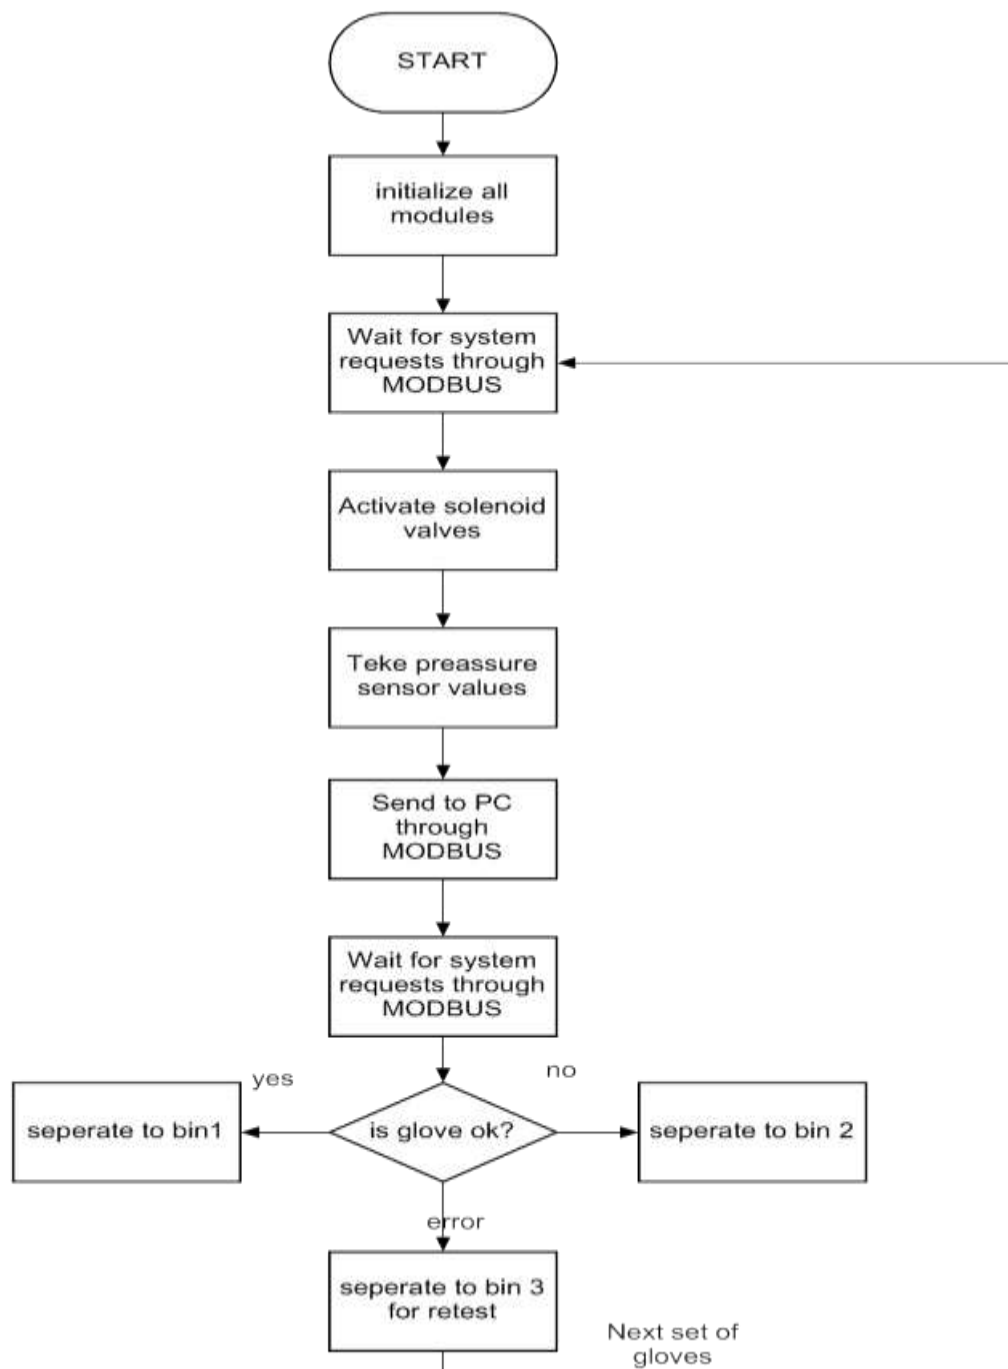 START
initialize all
modules
Wait for system
requests through
MODBUS
Activate solenoid
valves
Teke preassure
sensor values
Send to PC
through
MODBUS
Wait for system
requests through
MODBUS
yes
no
seperate to bin1
is glove ok?
seperate to bin 2
error
seperate to bin 3
for retest
Next set of
gloves